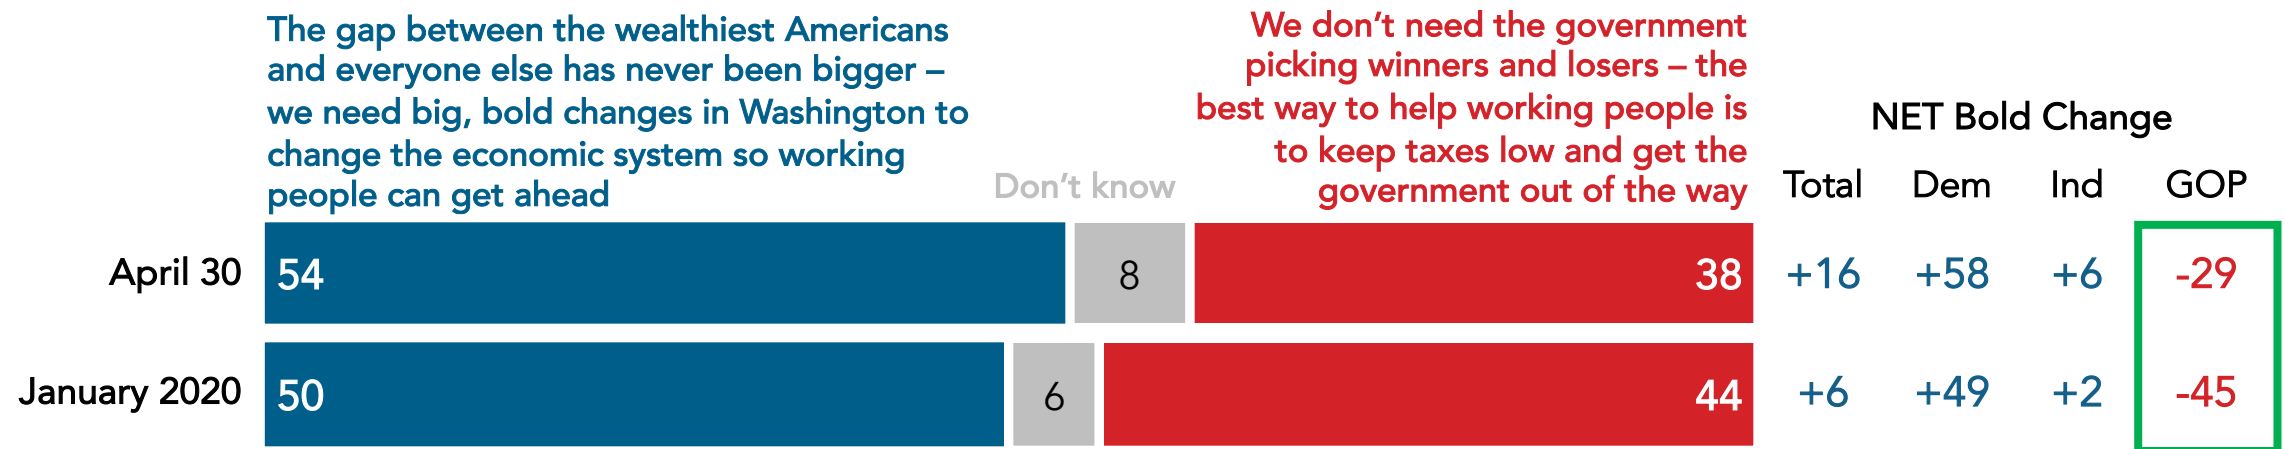 The gap between the wealthiest Americans
and everyone else has never been bigger –
we need big, bold changes in Washington to
change the economic system so working
people can get ahead
Don’t know
We don’t need the government
picking winners and losers – the
best way to help working people is
to keep taxes low and get the
government out of the way
NET Bold Change
Total Dem Ind GOP
April 30 54 8 38 +16 +58 +6 -29
January 2020 50 6 44 +6 +49 +2 -45